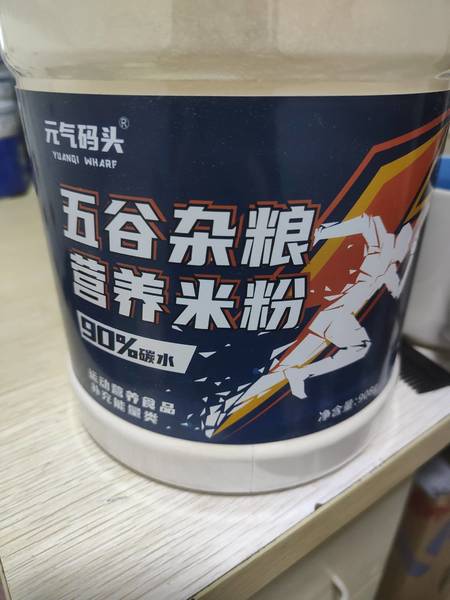 元气码头®
YUANQI WHARF
五谷杂粮
营养米粉
90%碳水
运动营养食品
补充能量类
净含量:908g